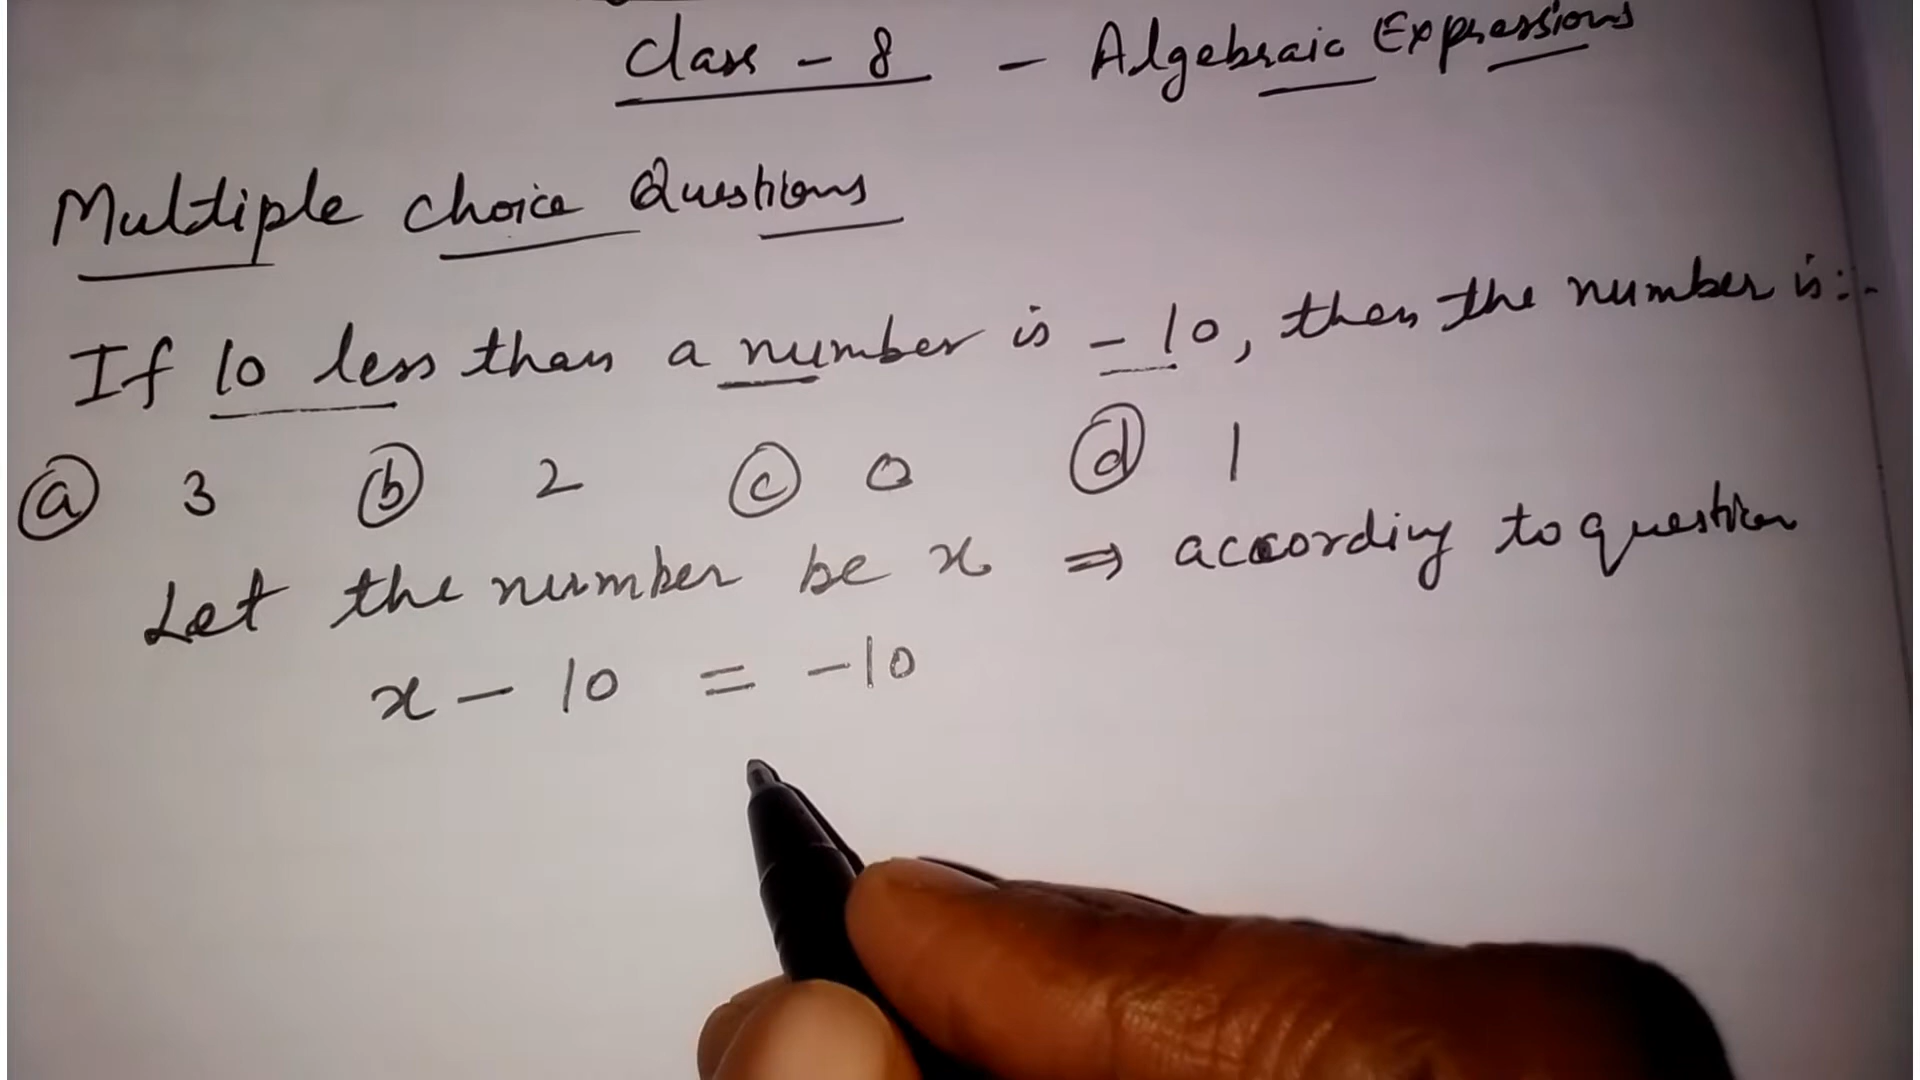 Class - 8 - Algebraic Expressions
Multiple choice Questions
If 10 less than a number is -10, then the number is:-
(a) 3 (b) 2 (c) 0 (d) 1
Let the number be x ⇒ according to question
x - 10 = -10